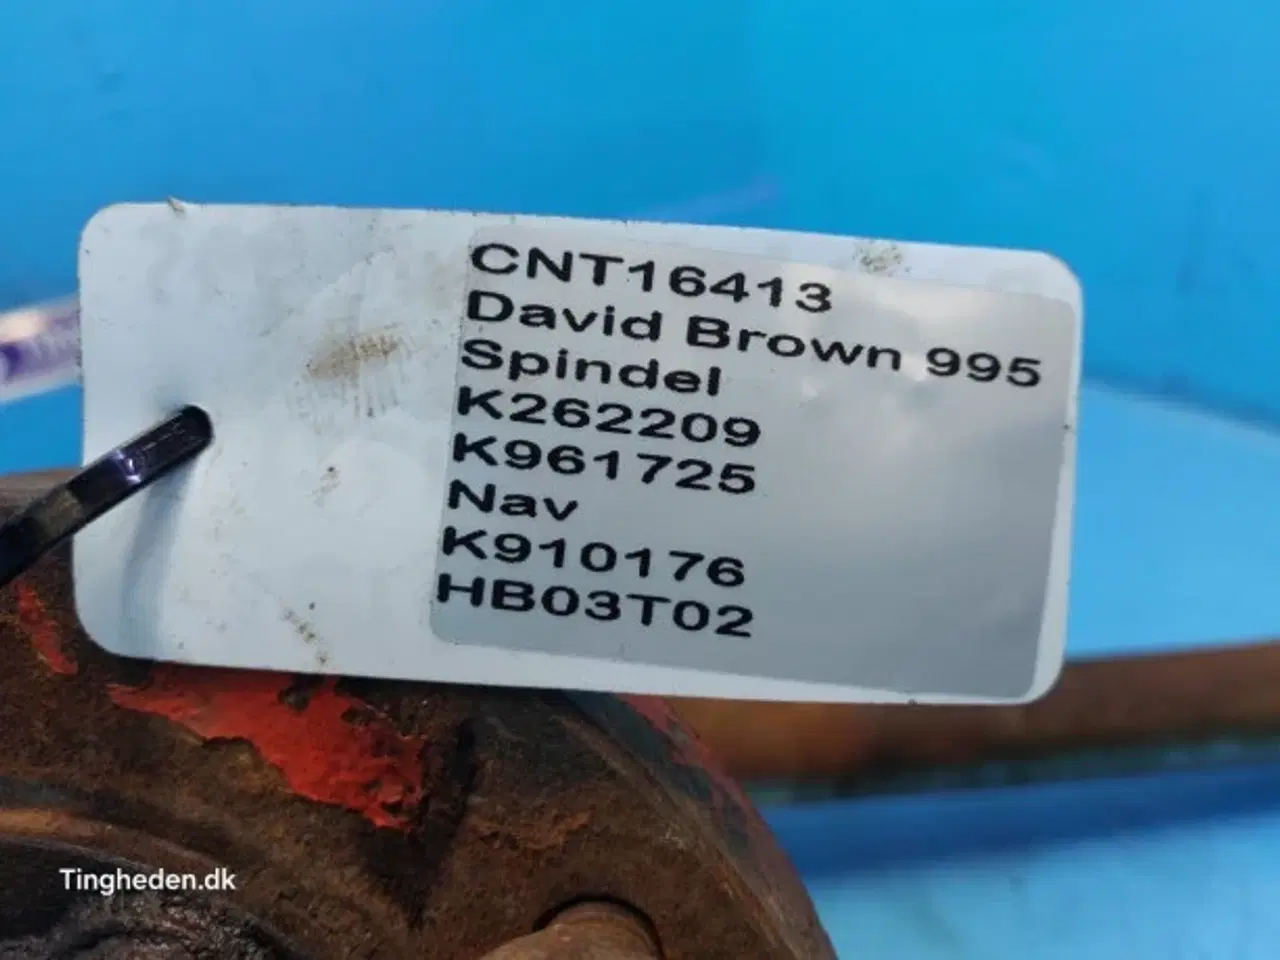 CNT16413
David Brown 995
Spindel
K262209
K961725
Nav
K910176
HB03T02
Tingheden.dk